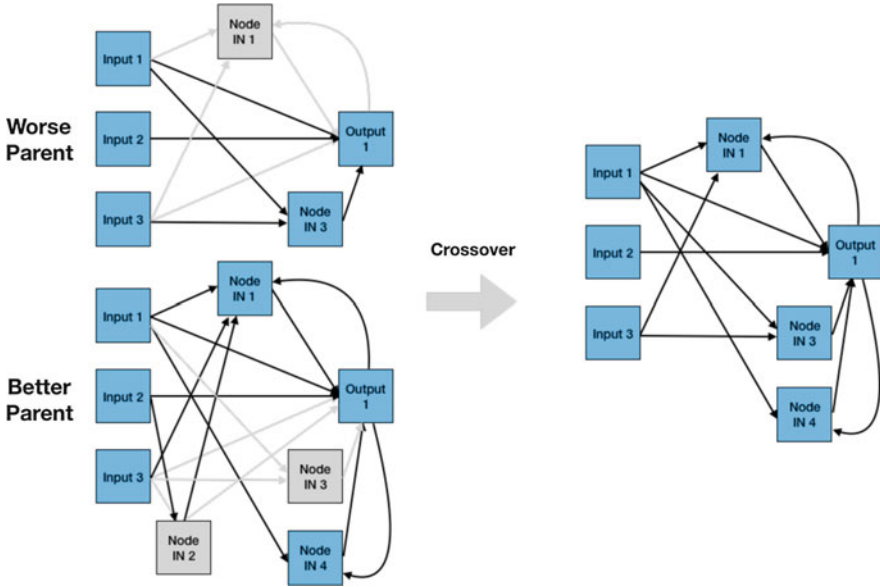 Worse
Parent
Input 1
Input 2
Input 3
Node
IN 1
Output
1
Node
IN 3
Better
Parent
Input 1
Input 2
Input 3
Node
IN 1
Output
1
Node
IN 3
Node
IN 2
Node
IN 4
Crossover
Input 1
Input 2
Input 3
Node
IN 1
Output
1
Node
IN 3
Node
IN 4